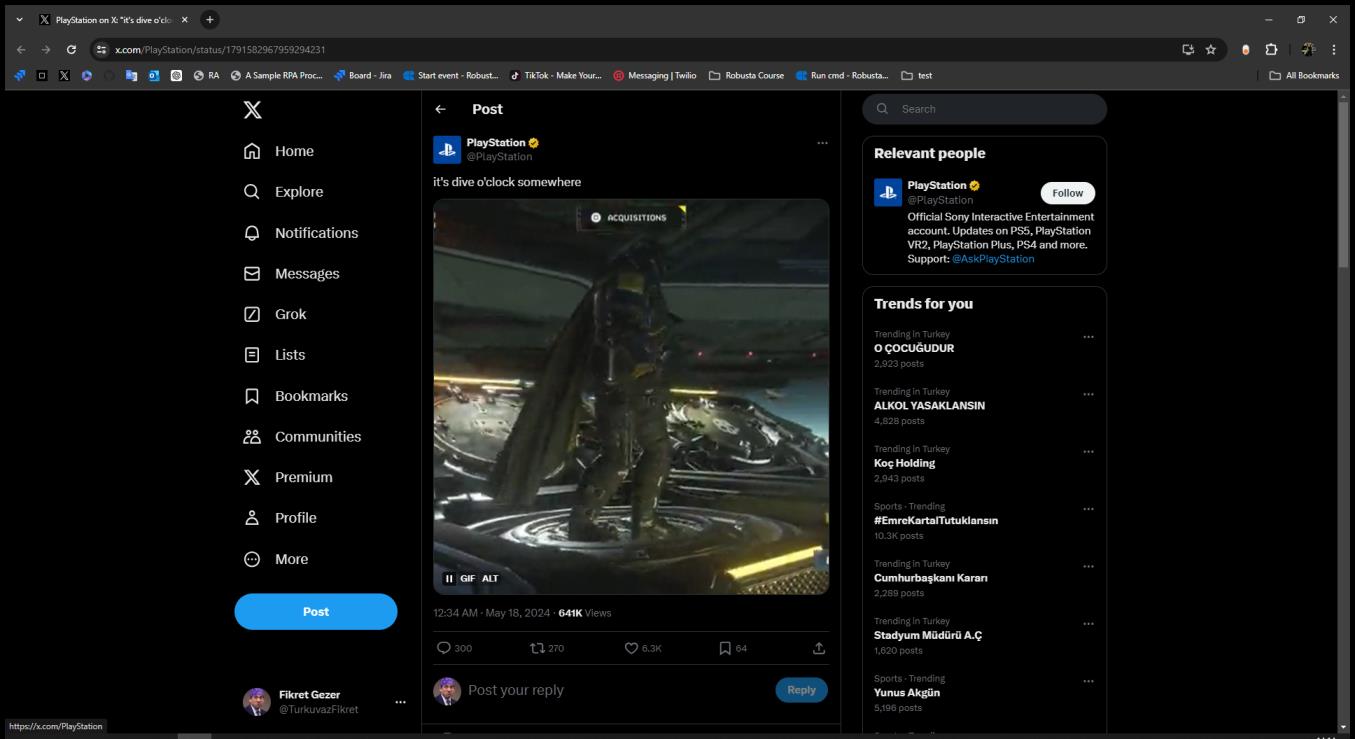 PlayStation on X: "it's dive o'clo
x.com/PlayStation/status/1791582967959294231
RA
A Sample RPA Proc...
Board - Jira
Start event - Robust...
TikTok - Make Your...
Messaging | Twilio
Robusta Course
Run cmd - Robusta...
test
All Bookmarks
Home
Explore
Notifications
Messages
Grok
Lists
Bookmarks
Communities
Premium
Profile
More
Post
Fikret Gezer
@TurkuvazFikret
https://x.com/PlayStation
Post
PlayStation
@PlayStation
it's dive o'clock somewhere
ACQUISITIONS
GIF ALT
12:34 AM · May 18, 2024 · 641K Views
300 270 6.3K 64
Post your reply
Reply
Search
Relevant people
PlayStation
@PlayStation
Follow
Official Sony Interactive Entertainment
account. Updates on PS5, PlayStation
VR2, PlayStation Plus, PS4 and more.
Support: @AskPlayStation
Trends for you
Trending in Turkey
O ÇOCUĞUDUR
2,923 posts
Trending in Turkey
ALKOL YASAKLANSIN
4,828 posts
Trending in Turkey
Koç Holding
2,943 posts
Sports · Trending
#EmreKartalTutuklansın
10.3K posts
Trending in Turkey
Cumhurbaşkanı Kararı
2,289 posts
Trending in Turkey
Stadyum Müdürü A.Ç
1,620 posts
Sports · Trending
Yunus Akgün
5,196 posts